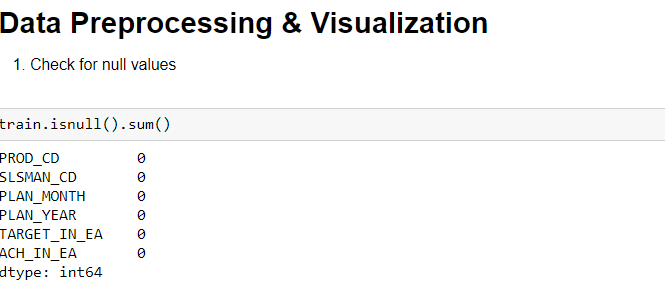 Data Preprocessing & Visualization
1. Check for null values
train.isnull().sum()
PROD_CD 0
SLSMAN_CD 0
PLAN_MONTH 0
PLAN_YEAR 0
TARGET_IN_EA 0
ACH_IN_EA 0
dtype: int64